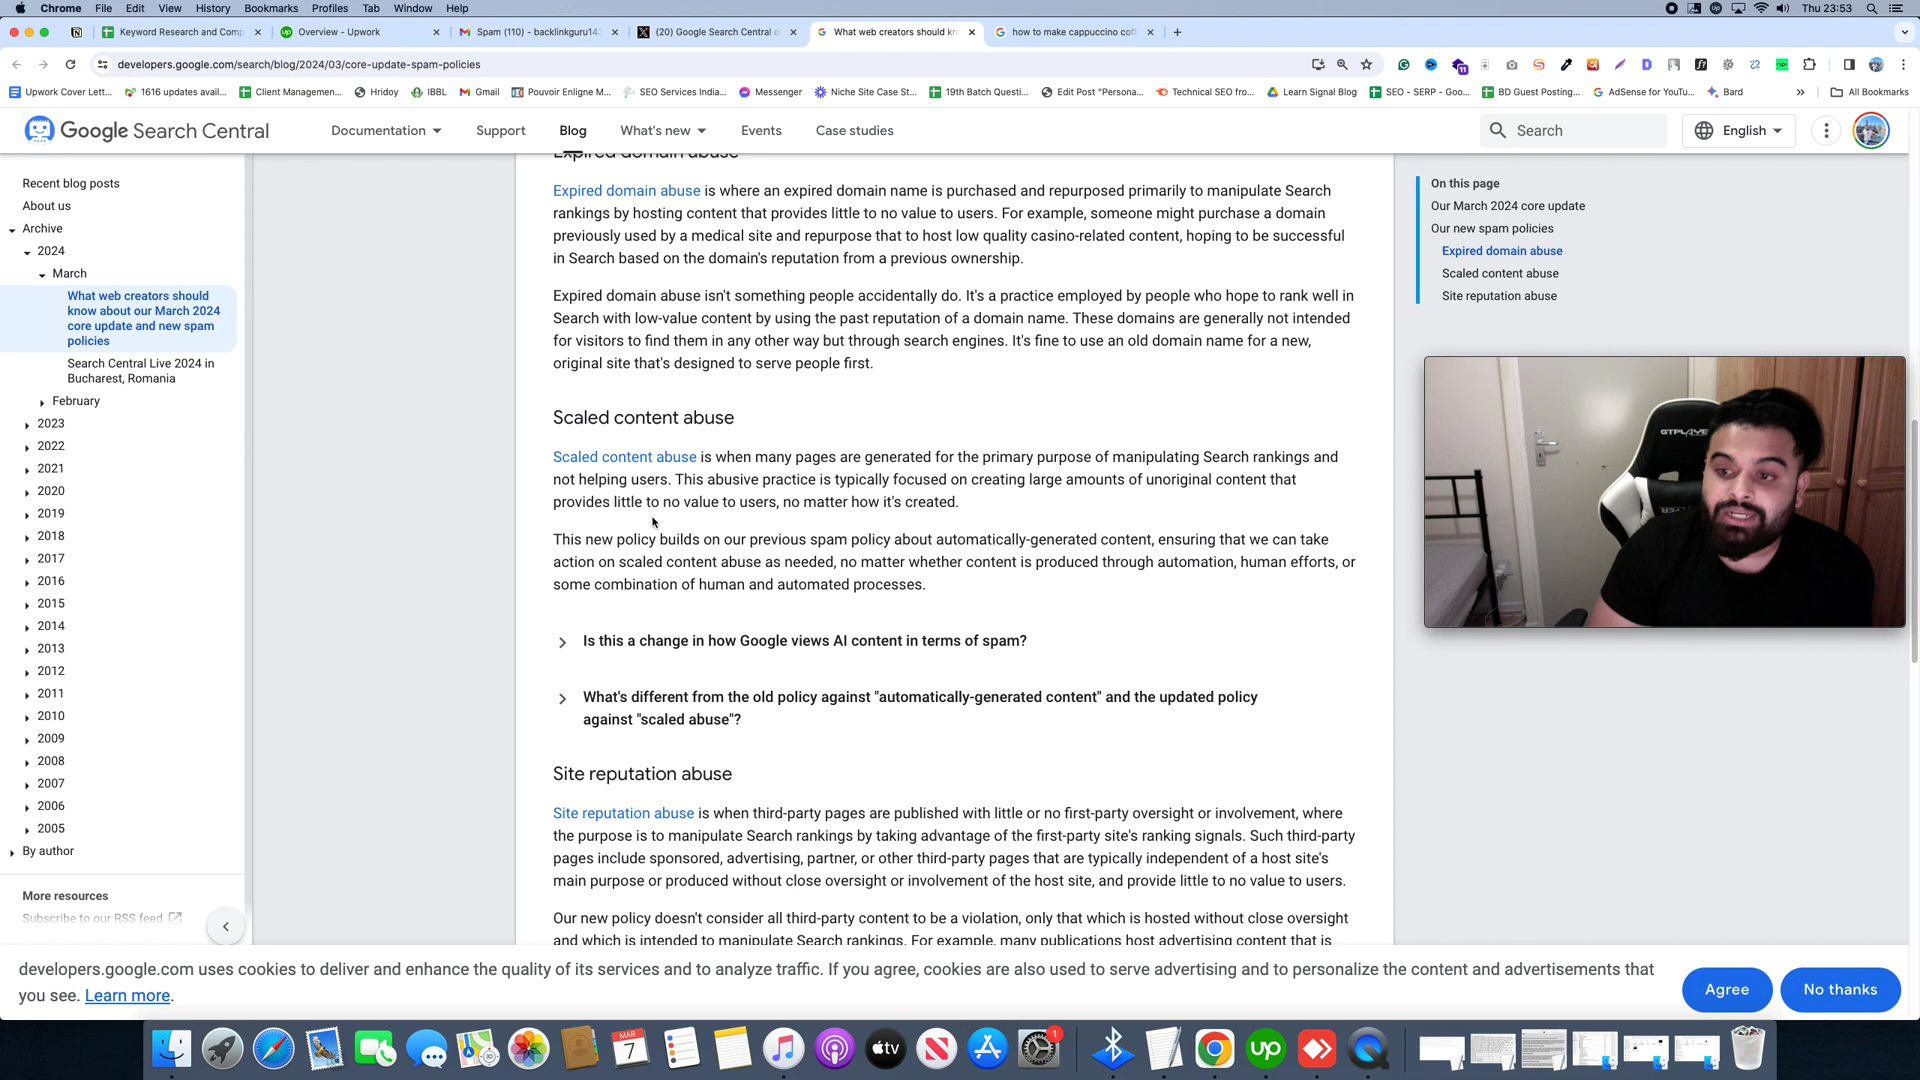 Chrome File Edit View History Bookmarks Profiles Tab Window Help Thu 23:53
Keyword Research and Comp Overview - Upwork Spam (110) - backlinkguru14 (20) Google Search Central o What web creators should kn how to make cappuccino cof
developers.google.com/search/blog/2024/03/core-update-spam-policies
Upwork Cover Lett... 1616 updates avail... Client Managemen... Hridoy IBBL Gmail Pouvoir Enligne M... SEO Services India... Messenger Niche Site Case St... 19th Batch Questi... Edit Post "Persona... Technical SEO fro... Learn Signal Blog SEO - SERP - Goo... BD Guest Posting... AdSense for YouTu... Bard All Bookmarks
Google Search Central Documentation Support Blog What's new Events Case studies Search English
Recent blog posts
About us
Archive
2024
March
What web creators should
know about our March 2024
core update and new spam
policies
Search Central Live 2024 in
Bucharest, Romania
February
2023
2022
2021
2020
2019
2018
2017
2016
2015
2014
2013
2012
2011
2010
2009
2008
2007
2006
2005
By author
More resources
Subscribe to our RSS feed
Expired domain abuse
Expired domain abuse is where an expired domain name is purchased and repurposed primarily to manipulate Search
rankings by hosting content that provides little to no value to users. For example, someone might purchase a domain
previously used by a medical site and repurpose that to host low quality casino-related content, hoping to be successful
in Search based on the domain's reputation from a previous ownership.
Expired domain abuse isn't something people accidentally do. It's a practice employed by people who hope to rank well in
Search with low-value content by using the past reputation of a domain name. These domains are generally not intended
for visitors to find them in any other way but through search engines. It's fine to use an old domain name for a new,
original site that's designed to serve people first.
Scaled content abuse
Scaled content abuse is when many pages are generated for the primary purpose of manipulating Search rankings and
not helping users. This abusive practice is typically focused on creating large amounts of unoriginal content that
provides little to no value to users, no matter how it's created.
This new policy builds on our previous spam policy about automatically-generated content, ensuring that we can take
action on scaled content abuse as needed, no matter whether content is produced through automation, human efforts, or
some combination of human and automated processes.
Is this a change in how Google views AI content in terms of spam?
What's different from the old policy against "automatically-generated content" and the updated policy
against "scaled abuse"?
Site reputation abuse
Site reputation abuse is when third-party pages are published with little or no first-party oversight or involvement, where
the purpose is to manipulate Search rankings by taking advantage of the first-party site's ranking signals. Such third-party
pages include sponsored, advertising, partner, or other third-party pages that are typically independent of a host site's
main purpose or produced without close oversight or involvement of the host site, and provide little to no value to users.
Our new policy doesn't consider all third-party content to be a violation, only that which is hosted without close oversight
and which is intended to manipulate Search rankings. For example, many publications host advertising content that is
On this page
Our March 2024 core update
Our new spam policies
Expired domain abuse
Scaled content abuse
Site reputation abuse
GTPLAYER
developers.google.com uses cookies to deliver and enhance the quality of its services and to analyze traffic. If you agree, cookies are also used to serve advertising and to personalize the content and advertisements that
you see. Learn more.
Agree No thanks
MAR
7
tv
up
1